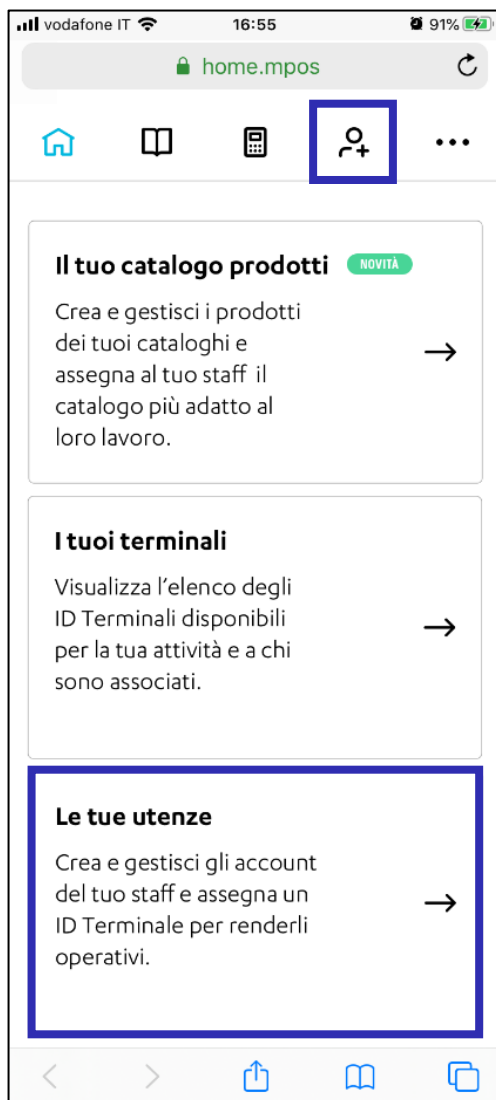 vodafone IT 16:55 91%
home.mpos
Il tuo catalogo prodotti NOVITÀ
Crea e gestisci i prodotti
dei tuoi cataloghi e
assegna al tuo staff il
catalogo più adatto al
loro lavoro.
I tuoi terminali
Visualizza l'elenco degli
ID Terminali disponibili
per la tua attività e a chi
sono associati.
Le tue utenze
Crea e gestisci gli account
del tuo staff e assegna un
ID Terminale per renderli
operativi.